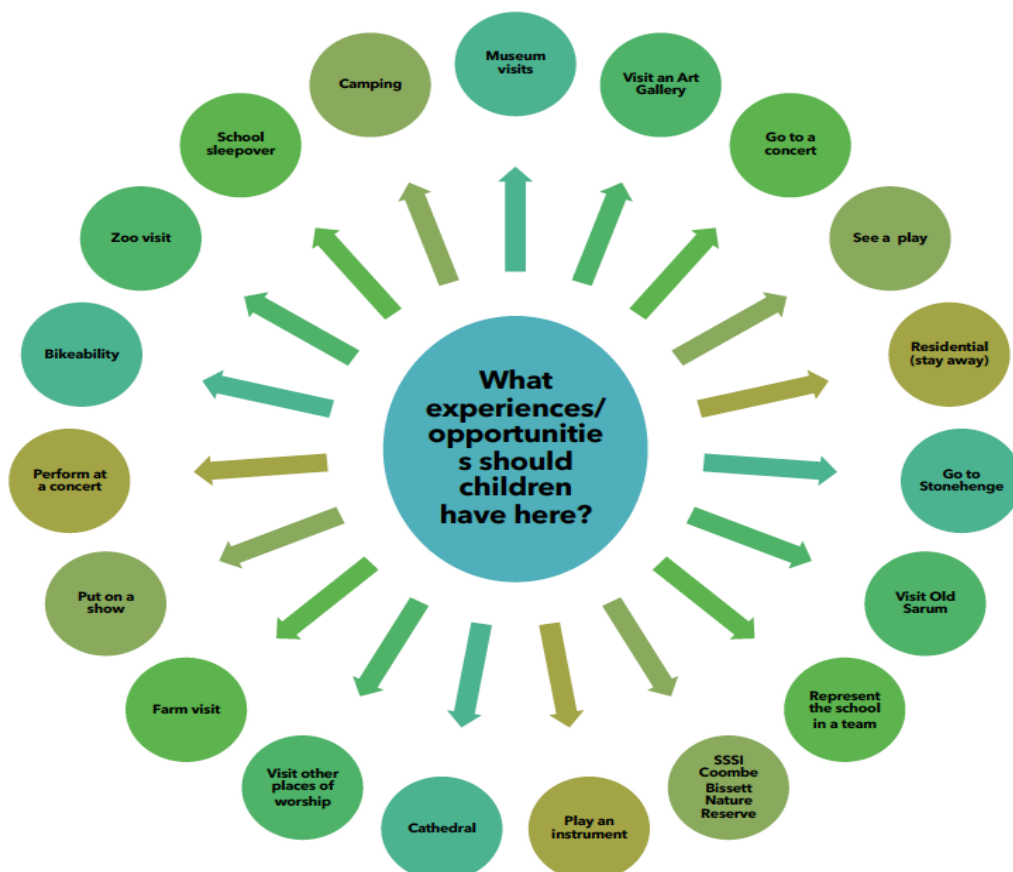 What
experiences/
opportunitie
s should
children
have here?
Museum
visits
Visit an Art
Gallery
Go to a
concert
See a play
Residential
(stay away)
Go to
Stonehenge
Visit Old
Sarum
Represent
the school
in a team
SSSI
Coombe
Bissett
Nature
Reserve
Play an
instrument
Cathedral
Visit other
places of
worship
Farm visit
Put on a
show
Perform at
a concert
Bikeability
Zoo visit
School
sleepover
Camping